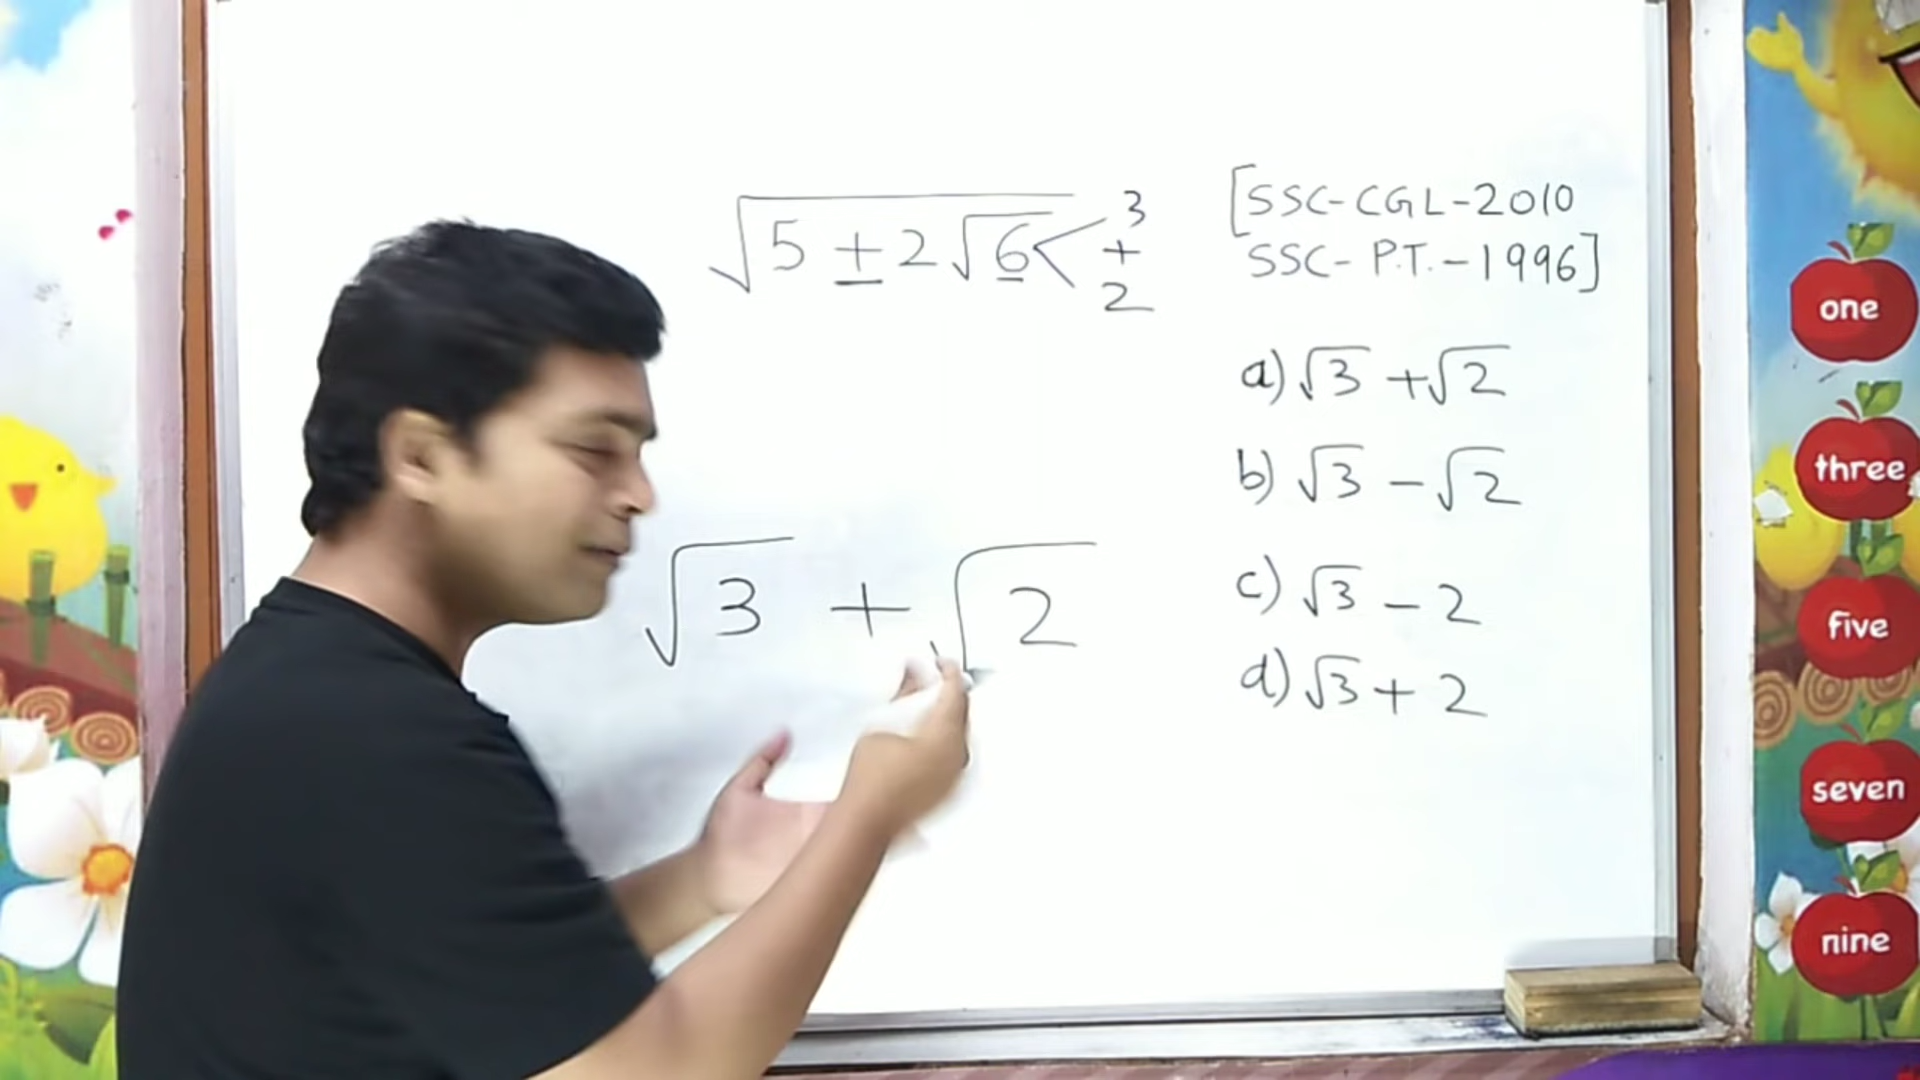 √5 + 2√6 < 3 + 2
[SSC-CGL-2010
SSC- P.T.-1996]
a) √3 + √2
b) √3 - √2
c) √3 - 2
d) √3 + 2
√3 + √2
one
three
five
seven
nine